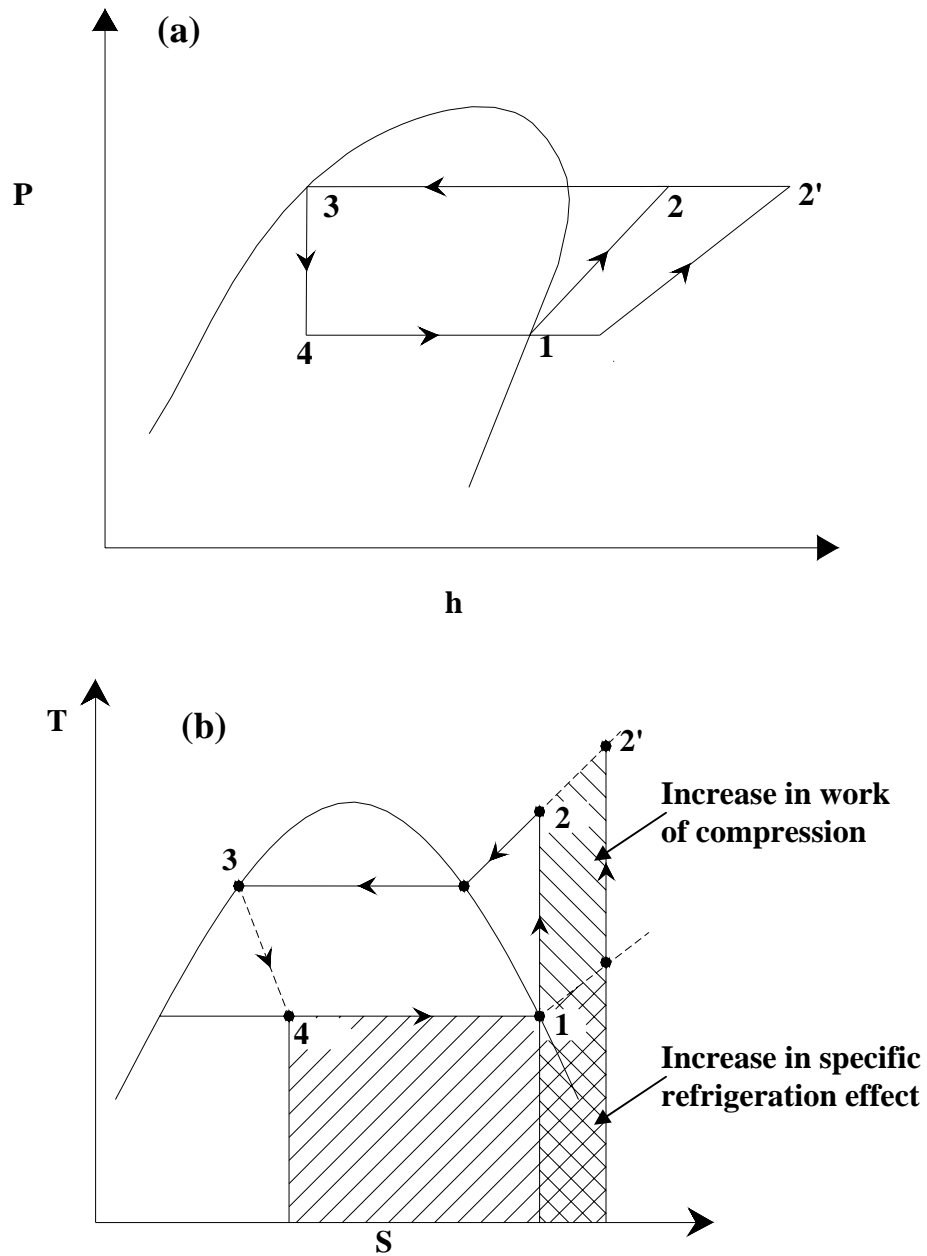 (a)
P
3
2
2'
4
1
h
T
(b)
2'
Increase in work
of compression
2
3
4
1
Increase in specific
refrigeration effect
S